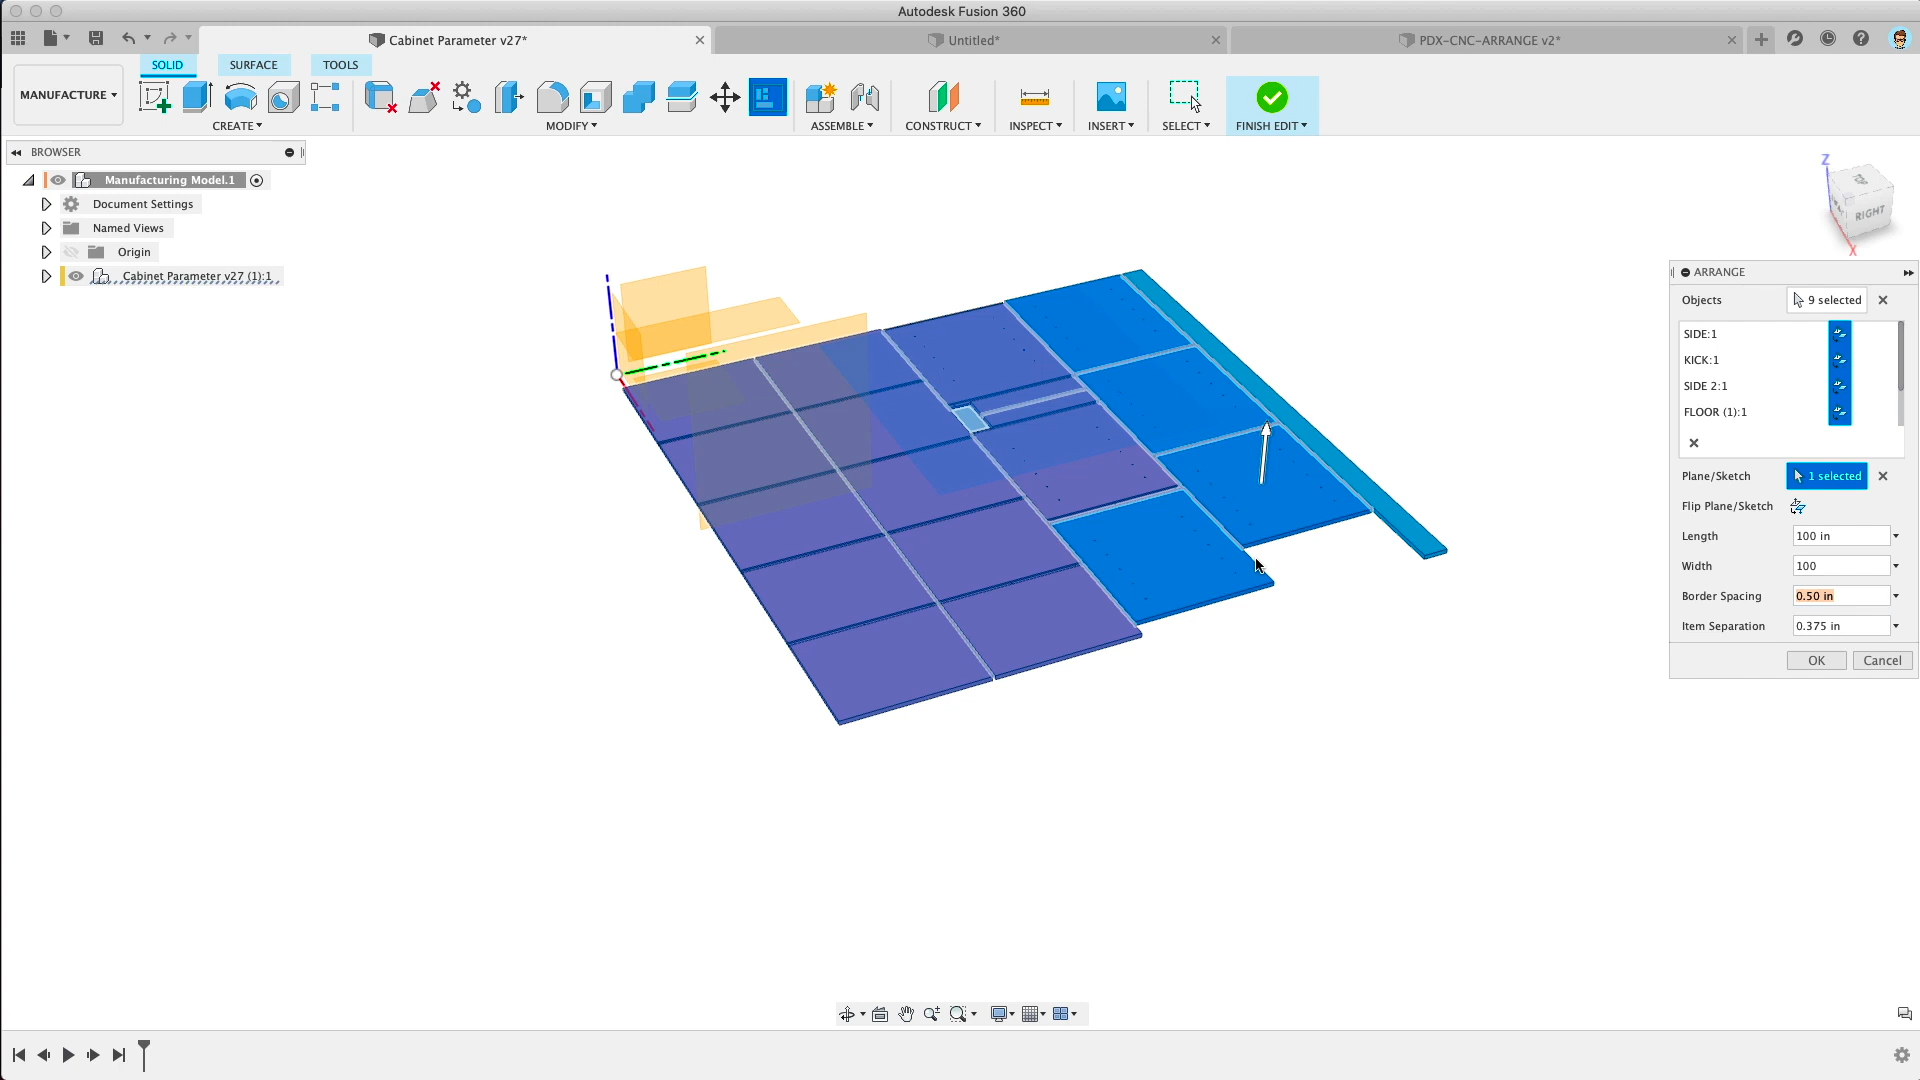 Autodesk Fusion 360
Cabinet Parameter v27*
Untitled*
PDX-CNC-ARRANGE v2*
MANUFACTURE
SOLID
SURFACE
TOOLS
CREATE
MODIFY
ASSEMBLE
CONSTRUCT
INSPECT
INSERT
SELECT
FINISH EDIT
BROWSER
Manufacturing Model.1
Document Settings
Named Views
Origin
Cabinet Parameter v27 (1):1
Z
TOP
RIGHT
X
ARRANGE
Objects
9 selected
SIDE:1
KICK:1
SIDE 2:1
FLOOR (1):1
Plane/Sketch
1 selected
Flip Plane/Sketch
Length
100 in
Width
100
Border Spacing
0.50 in
Item Separation
0.375 in
OK
Cancel